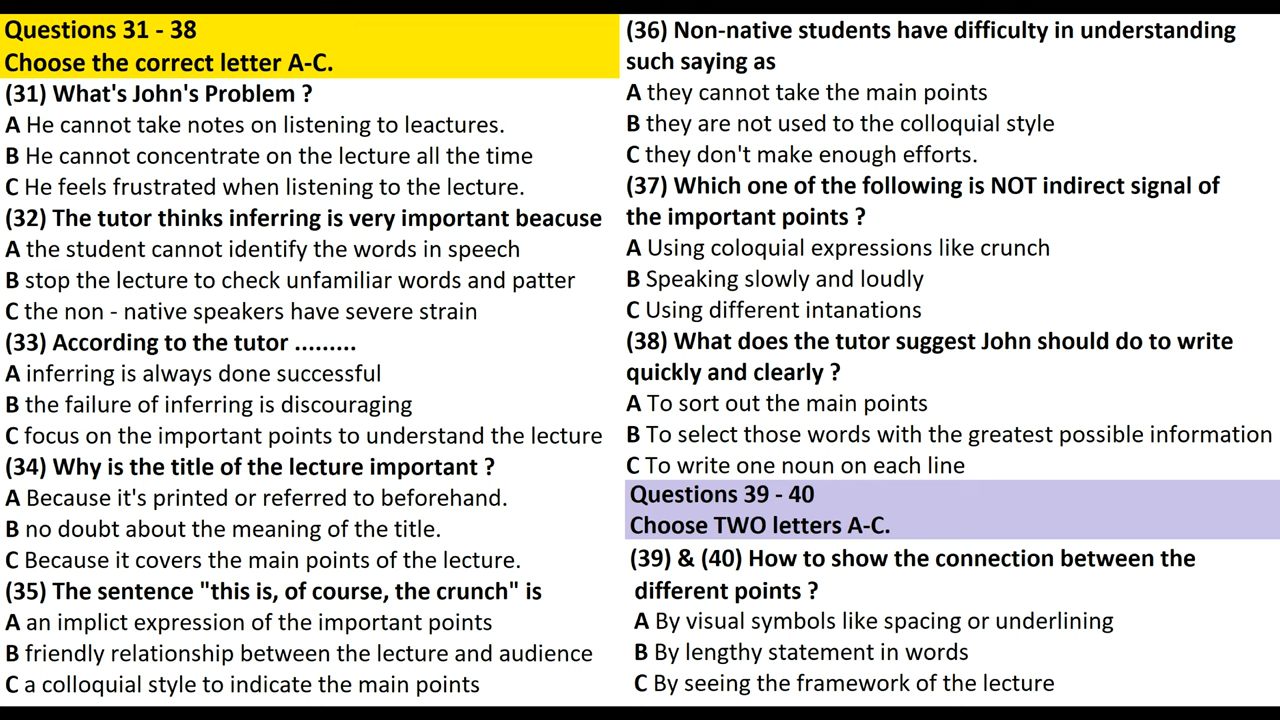 Questions 31 - 38
Choose the correct letter A-C.
(31) What's John's Problem ?
A He cannot take notes on listening to leactures.
B He cannot concentrate on the lecture all the time
C He feels frustrated when listening to the lecture.
(32) The tutor thinks inferring is very important beacuse
A the student cannot identify the words in speech
B stop the lecture to check unfamiliar words and patter
C the non - native speakers have severe strain
(33) According to the tutor .........
A inferring is always done successful
B the failure of inferring is discouraging
C focus on the important points to understand the lecture
(34) Why is the title of the lecture important ?
A Because it's printed or referred to beforehand.
B no doubt about the meaning of the title.
C Because it covers the main points of the lecture.
(35) The sentence "this is, of course, the crunch" is
A an implict expression of the important points
B friendly relationship between the lecture and audience
C a colloquial style to indicate the main points
(36) Non-native students have difficulty in understanding
such saying as
A they cannot take the main points
B they are not used to the colloquial style
C they don't make enough efforts.
(37) Which one of the following is NOT indirect signal of
the important points ?
A Using coloquial expressions like crunch
B Speaking slowly and loudly
C Using different intanations
(38) What does the tutor suggest John should do to write
quickly and clearly ?
A To sort out the main points
B To select those words with the greatest possible information
C To write one noun on each line
Questions 39 - 40
Choose TWO letters A-C.
(39) & (40) How to show the connection between the
different points ?
A By visual symbols like spacing or underlining
B By lengthy statement in words
C By seeing the framework of the lecture